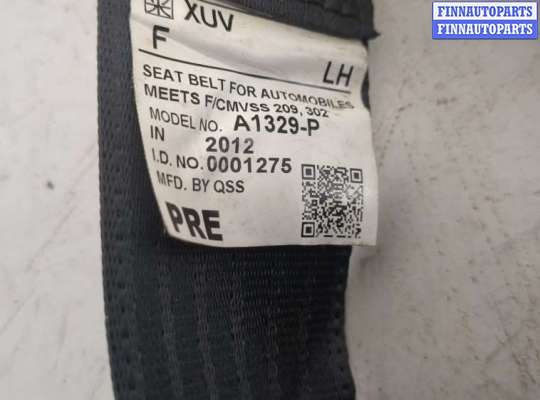 FINNAUTOPARTS
FINNAUTOPARTS
XUV
F LH
SEAT BELT FOR AUTOMOBILES
MEETS F/CMVSS 209, 302
MODEL NO. A1329-P
IN 2012
I.D. NO. 0001275
MFD. BY QSS
PRE